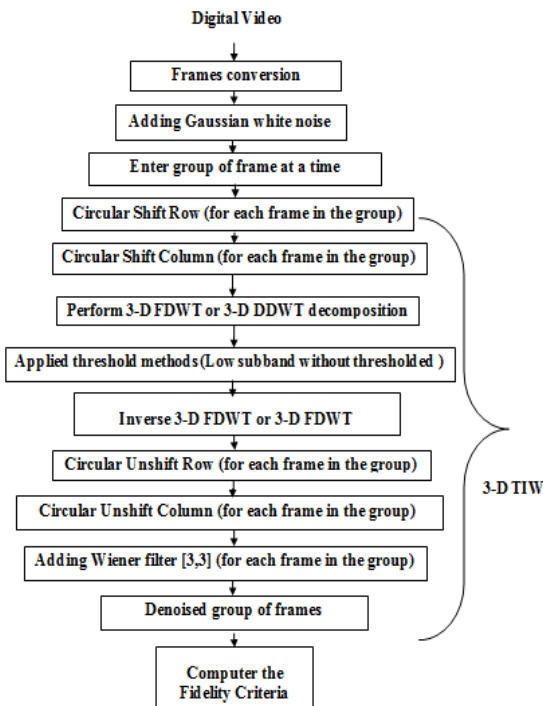 Digital Video
Frames conversion
Adding Gaussian white noise
Enter group of frame at a time
Circular Shift Row (for each frame in the group)
Circular Shift Column (for each frame in the group)
Perform 3-D FDWT or 3-D DDWT decomposition
Applied threshold methods(Low subband without thresholded )
Inverse 3-D FDWT or 3-D FDWT
Circular Unshift Row (for each frame in the group)
3-D TIW
Circular Unshift Column (for each frame in the group)
Adding Wiener filter [3,3] (for each frame in the group)
Denoised group of frames
Computer the
Fidelity Criteria